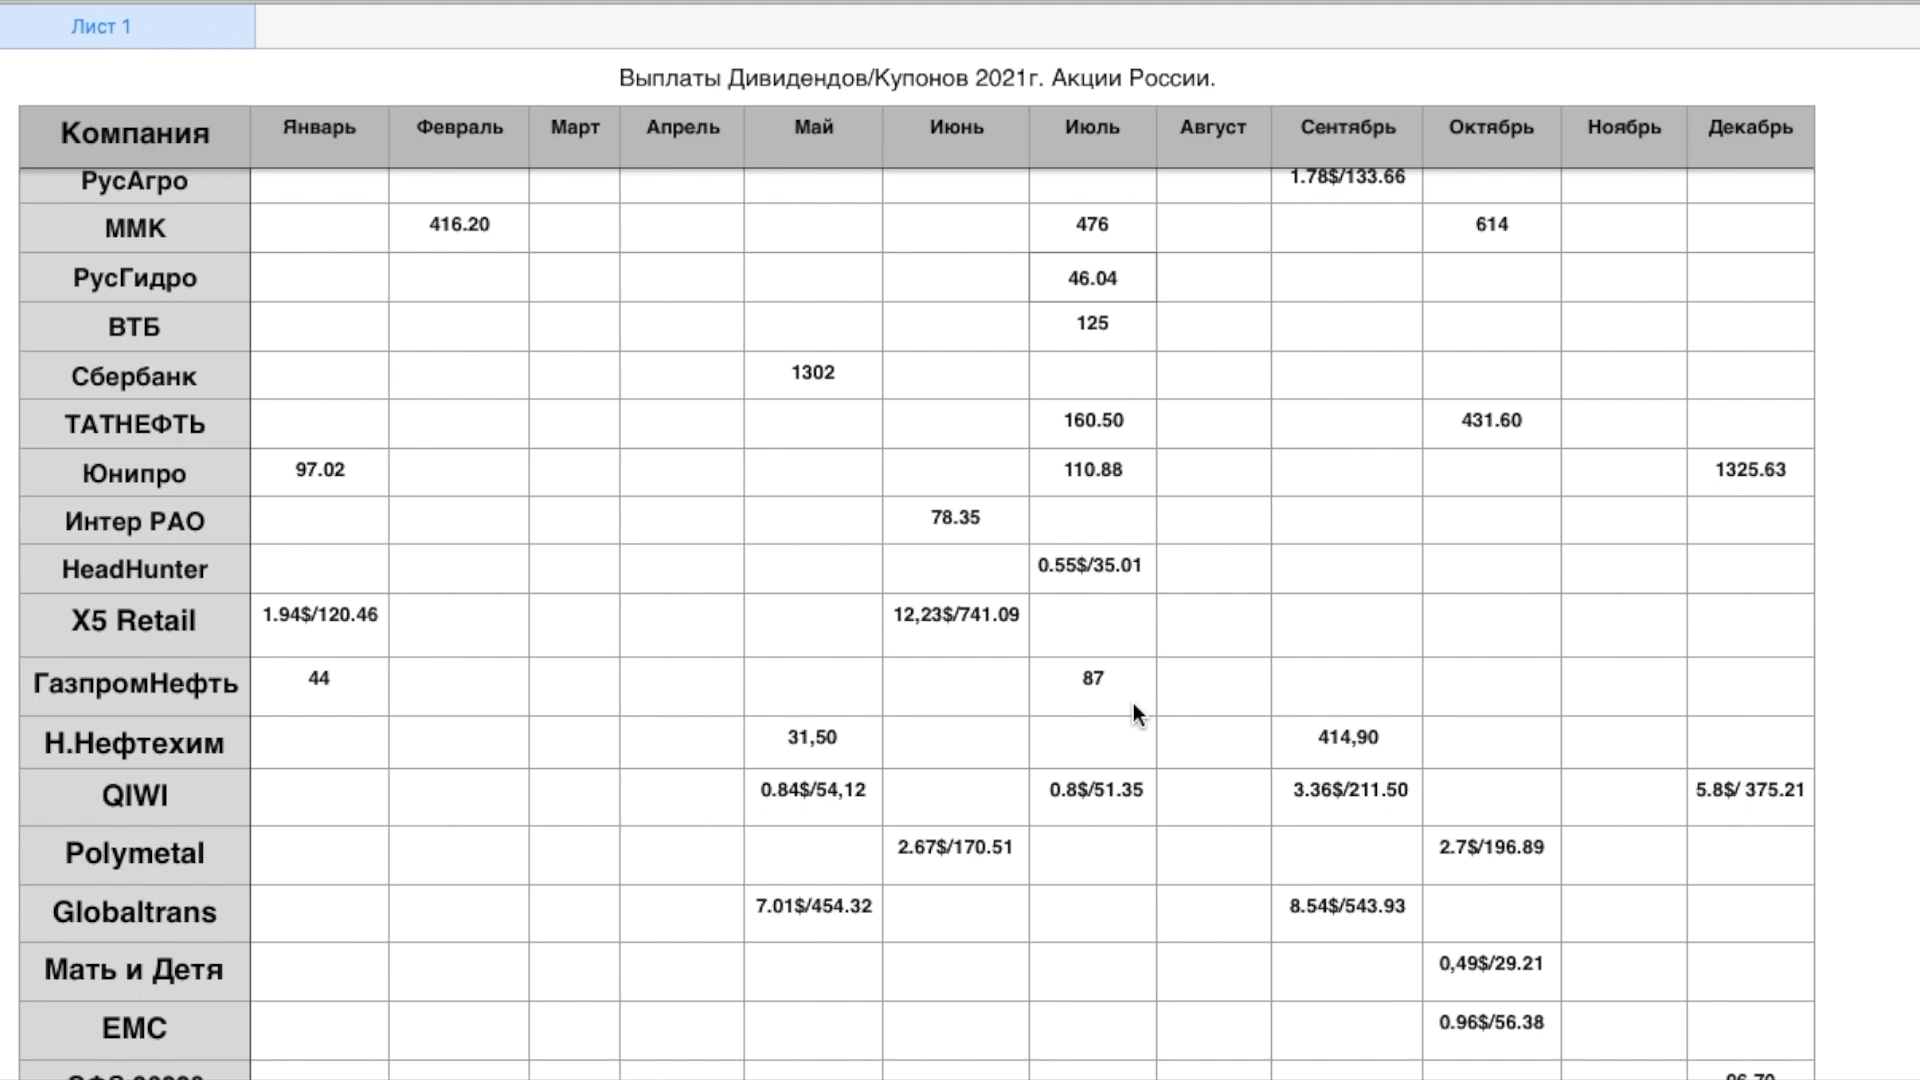 Лист 1
Выплаты Дивидендов/Купонов 2021г. Акции России.
Компания Январь Февраль Март Апрель Май Июнь Июль Август Сентябрь Октябрь Ноябрь Декабрь
РусАгро 1.78$/133.66
ММК 416.20 476 614
РусГидро 46.04
ВТБ 125
Сбербанк 1302
ТАТНЕФТЬ 160.50 431.60
Юнипро 97.02 110.88 1325.63
Интер РАО 78.35
HeadHunter 0.55$/35.01
X5 Retail 1.94$/120.46 12,23$/741.09
ГазпромНефть 44 87
Н.Нефтехим 31,50 414,90
QIWI 0.84$/54,12 0.8$/51.35 3.36$/211.50 5.8$/ 375.21
Polymetal 2.67$/170.51 2.7$/196.89
Globaltrans 7.01$/454.32 8.54$/543.93
Мать и Детя 0,49$/29.21
EMC 0.96$/56.38